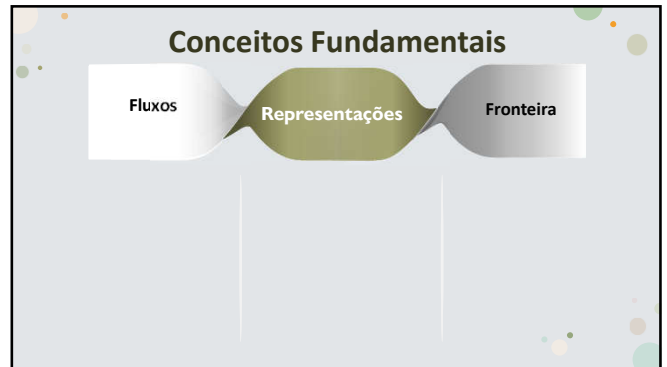 Conceitos Fundamentais
Fluxos
Representações
Fronteira